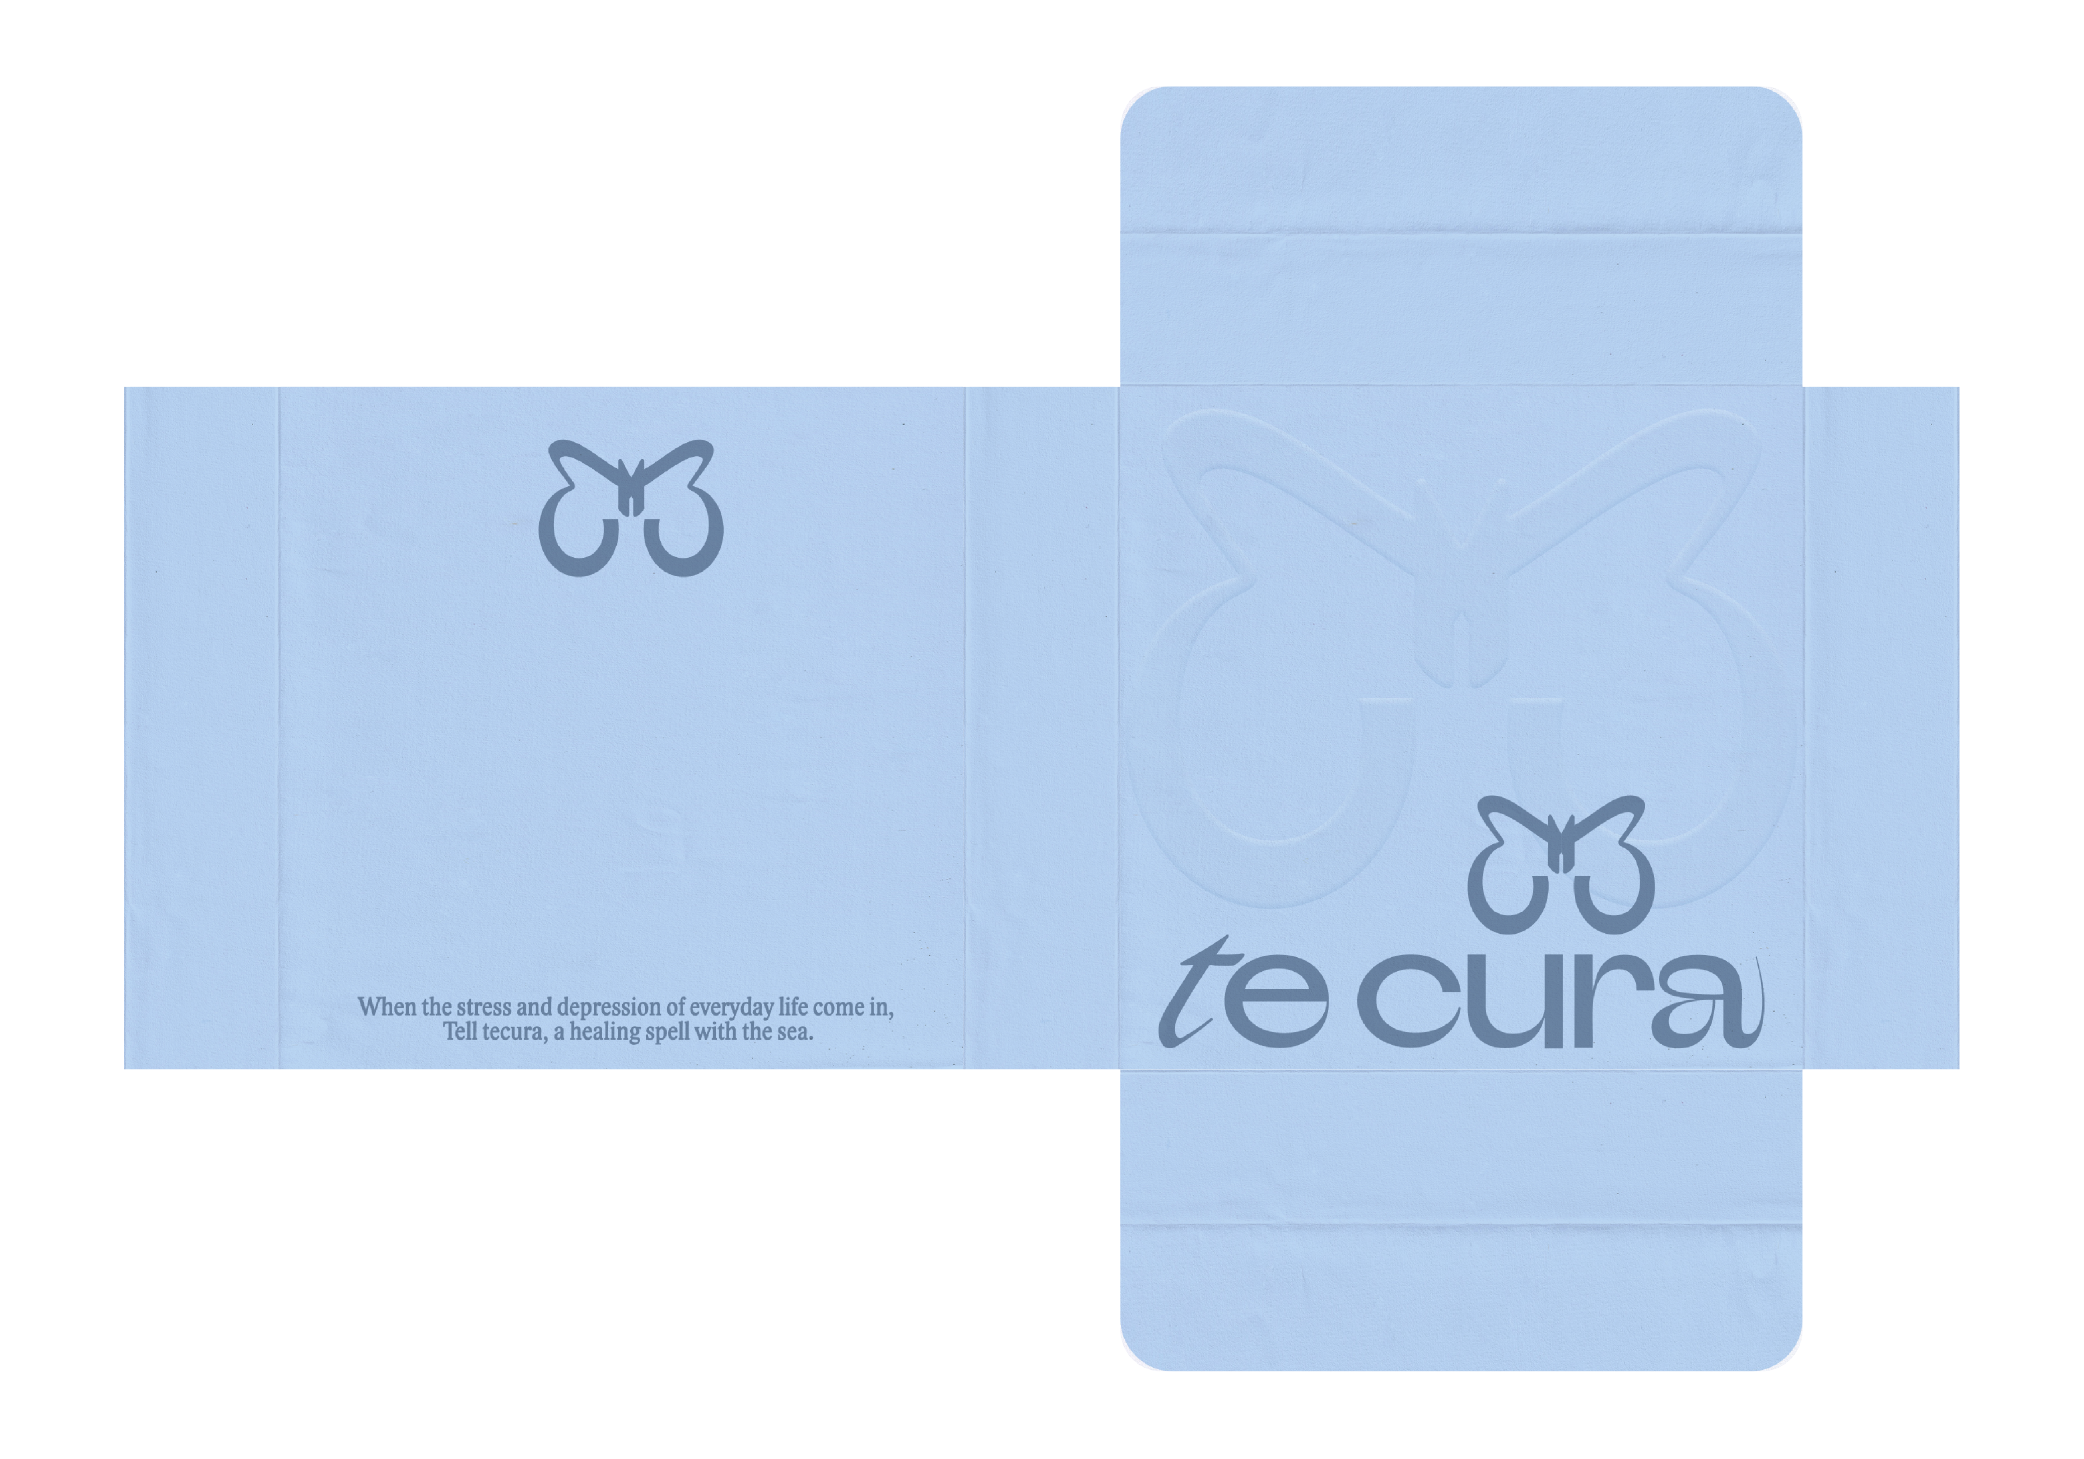 When the stress and depression of everyday life come in,
Tell tecura, a healing spell with the sea.
te cura